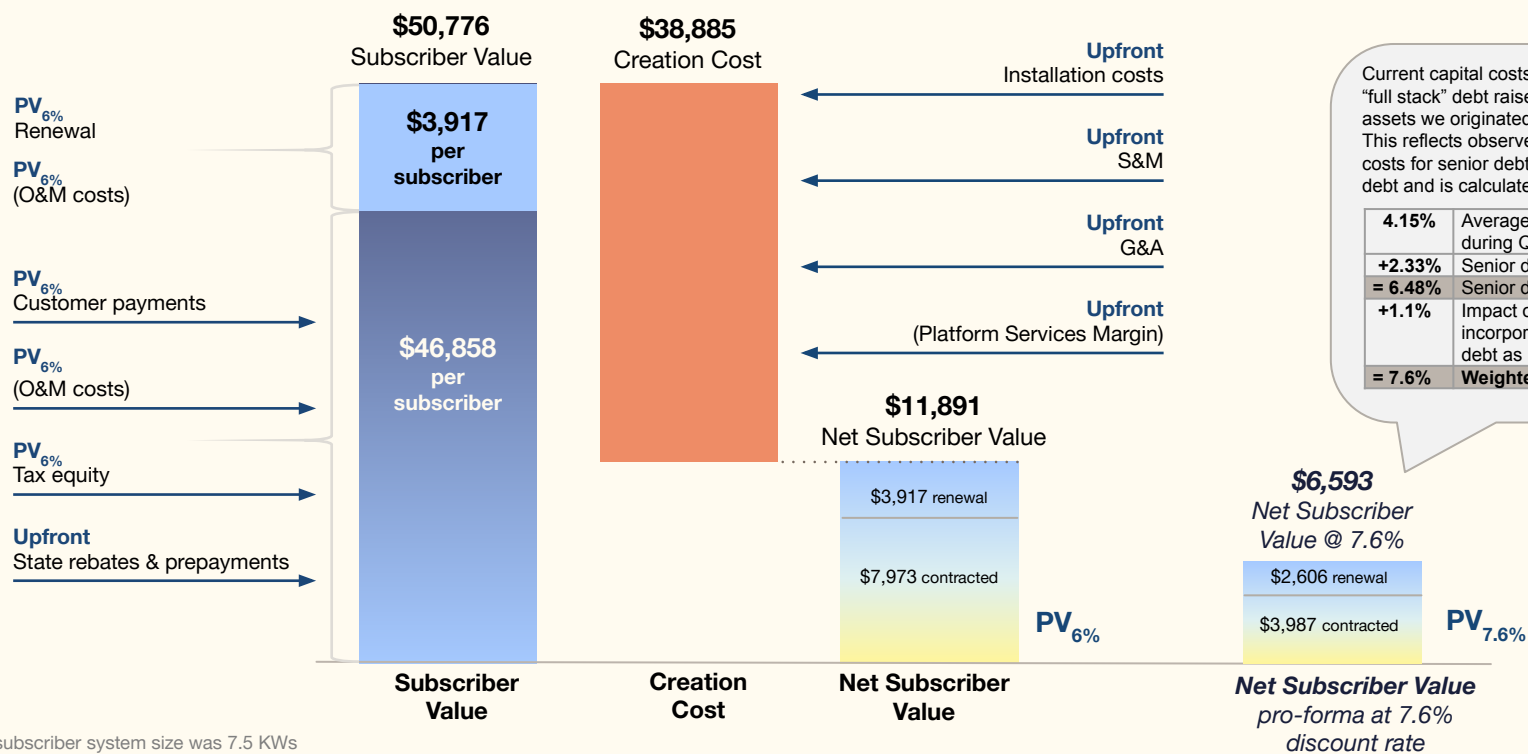 $50,776
Subscriber Value
$38,885
Creation Cost
PV6%
Renewal
PV6%
(O&M costs)
PV6%
Customer payments
PV6%
(O&M costs)
PV6%
Tax equity
Upfront
State rebates & prepayments
$3,917
per
subscriber
$46,858
per
subscriber
Upfront
Installation costs
Upfront
S&M
Upfront
G&A
Upfront
(Platform Services Margin)
$11,891
Net Subscriber Value
$3,917 renewal
$7,973 contracted
PV6%
Current capital costs
“full stack” debt raise
assets we originated
This reflects observe
costs for senior debt
debt and is calculate
4.15% Average
during Q
+2.33% Senior d
= 6.48% Senior d
+1.1% Impact o
incorpor
debt as
= 7.6% Weighte
$6,593
Net Subscriber
Value @ 7.6%
$2,606 renewal
$3,987 contracted
PV7.6%
Subscriber
Value
Creation
Cost
Net Subscriber
Value
Net Subscriber Value
pro-forma at 7.6%
discount rate
subscriber system size was 7.5 KWs